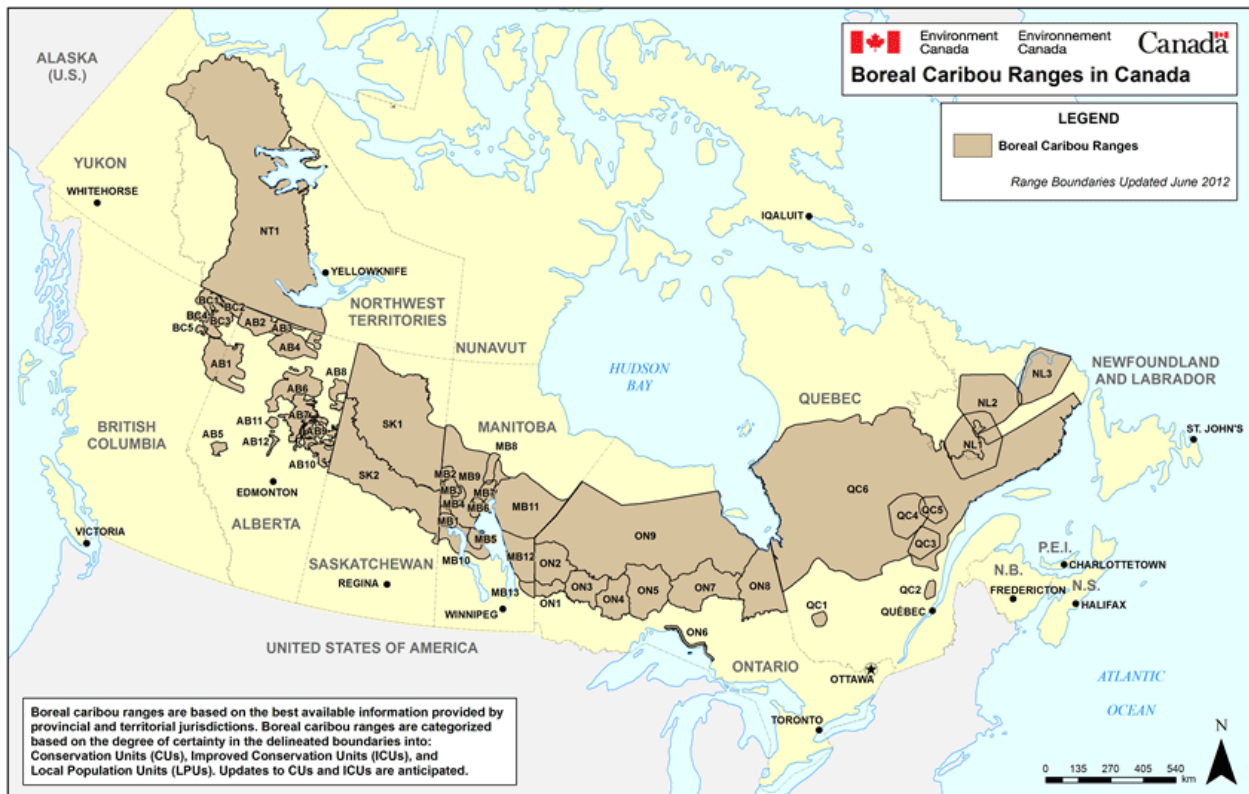 Environment
Canada
Environnement
Canada
Canada
Boreal Caribou Ranges in Canada
LEGEND
Boreal Caribou Ranges
Range Boundaries Updated June 2012
ALASKA
(U.S.)
YUKON
WHITEHORSE
IQALUIT
NT1
YELLOWKNIFE
NORTHWEST
TERRITORIES
NUNAVUT
BC1
BC2
BC4
BC3
BC5
AB2
AB3
AB4
AB1
AB8
AB6
AB7
AB11
AB9
AB12
AB5
AB10
HUDSON
BAY
QUEBEC
NEWFOUNDLAND
AND LABRADOR
NL3
NL2
NL1
ST. JOHN'S
BRITISH
COLUMBIA
SK1
SK2
MANITOBA
MB8
MB2
MB9
MB3
MB7
MB4
MB6
MB11
MB1
MB5
MB10
MB12
MB13
EDMONTON
ALBERTA
VICTORIA
SASKATCHEWAN
REGINA
WINNIPEG
ON9
ON2
ON3
ON1
ON4
ON5
ON7
ON8
ON6
QC6
QC4
QC5
QC3
QC2
QC1
P.E.I.
CHARLOTTETOWN
N.B.
FREDERICTON
N.S.
HALIFAX
QUÉBEC
UNITED STATES OF AMERICA
ONTARIO
OTTAWA
TORONTO
ATLANTIC
OCEAN
Boreal caribou ranges are based on the best available information provided by
provincial and territorial jurisdictions. Boreal caribou ranges are categorized
based on the degree of certainty in the delineated boundaries into:
Conservation Units (CUs), Improved Conservation Units (ICUs), and
Local Population Units (LPUs). Updates to CUs and ICUs are anticipated.
N
0 135 270 405 540
km